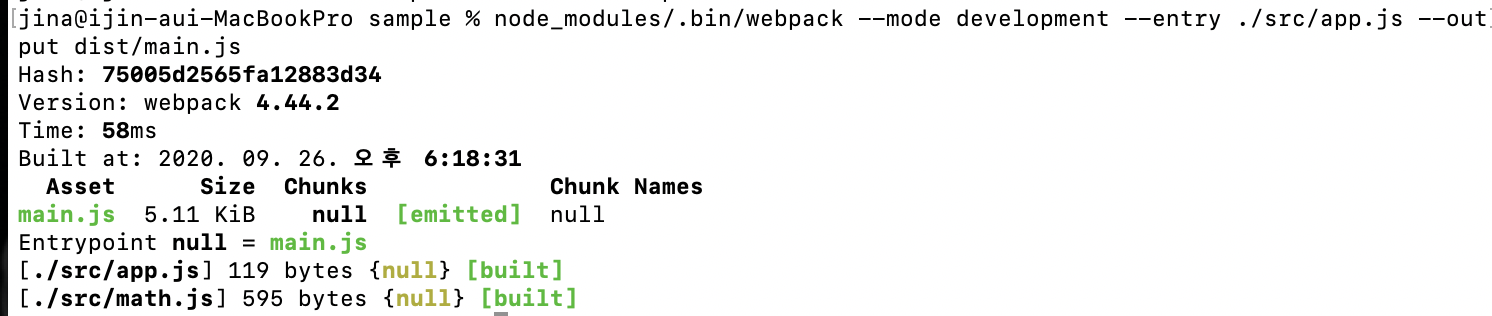 [jina@ijin-aui-MacBookPro sample % node_modules/.bin/webpack --mode development --entry ./src/app.js --out]
put dist/main.js
Hash: 75005d2565fa12883d34
Version: webpack 4.44.2
Time: 58ms
Built at: 2020. 09. 26. 오후 6:18:31
  Asset      Size  Chunks             Chunk Names
main.js  5.11 KiB    null  [emitted]  null
Entrypoint null = main.js
[./src/app.js] 119 bytes {null} [built]
[./src/math.js] 595 bytes {null} [built]